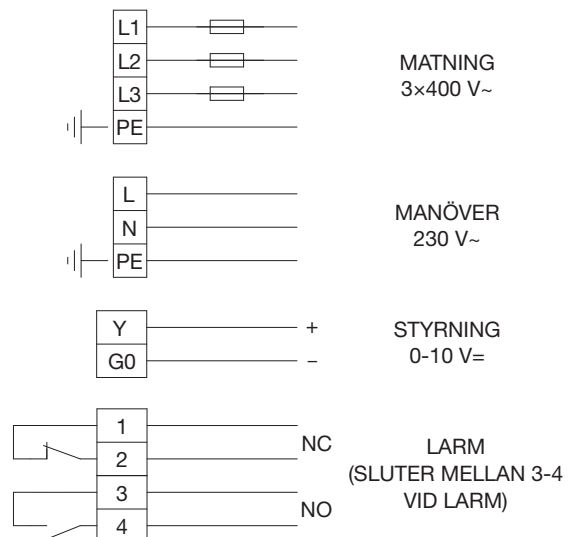 L1
L2
L3
PE
MATNING
3×400 V~
L
N
PE
MANÖVER
230 V~
Y
+
G0
−
STYRNING
0-10 V=
1
2
NC
3
4
NO
LARM
(SLUTER MELLAN 3-4
VID LARM)